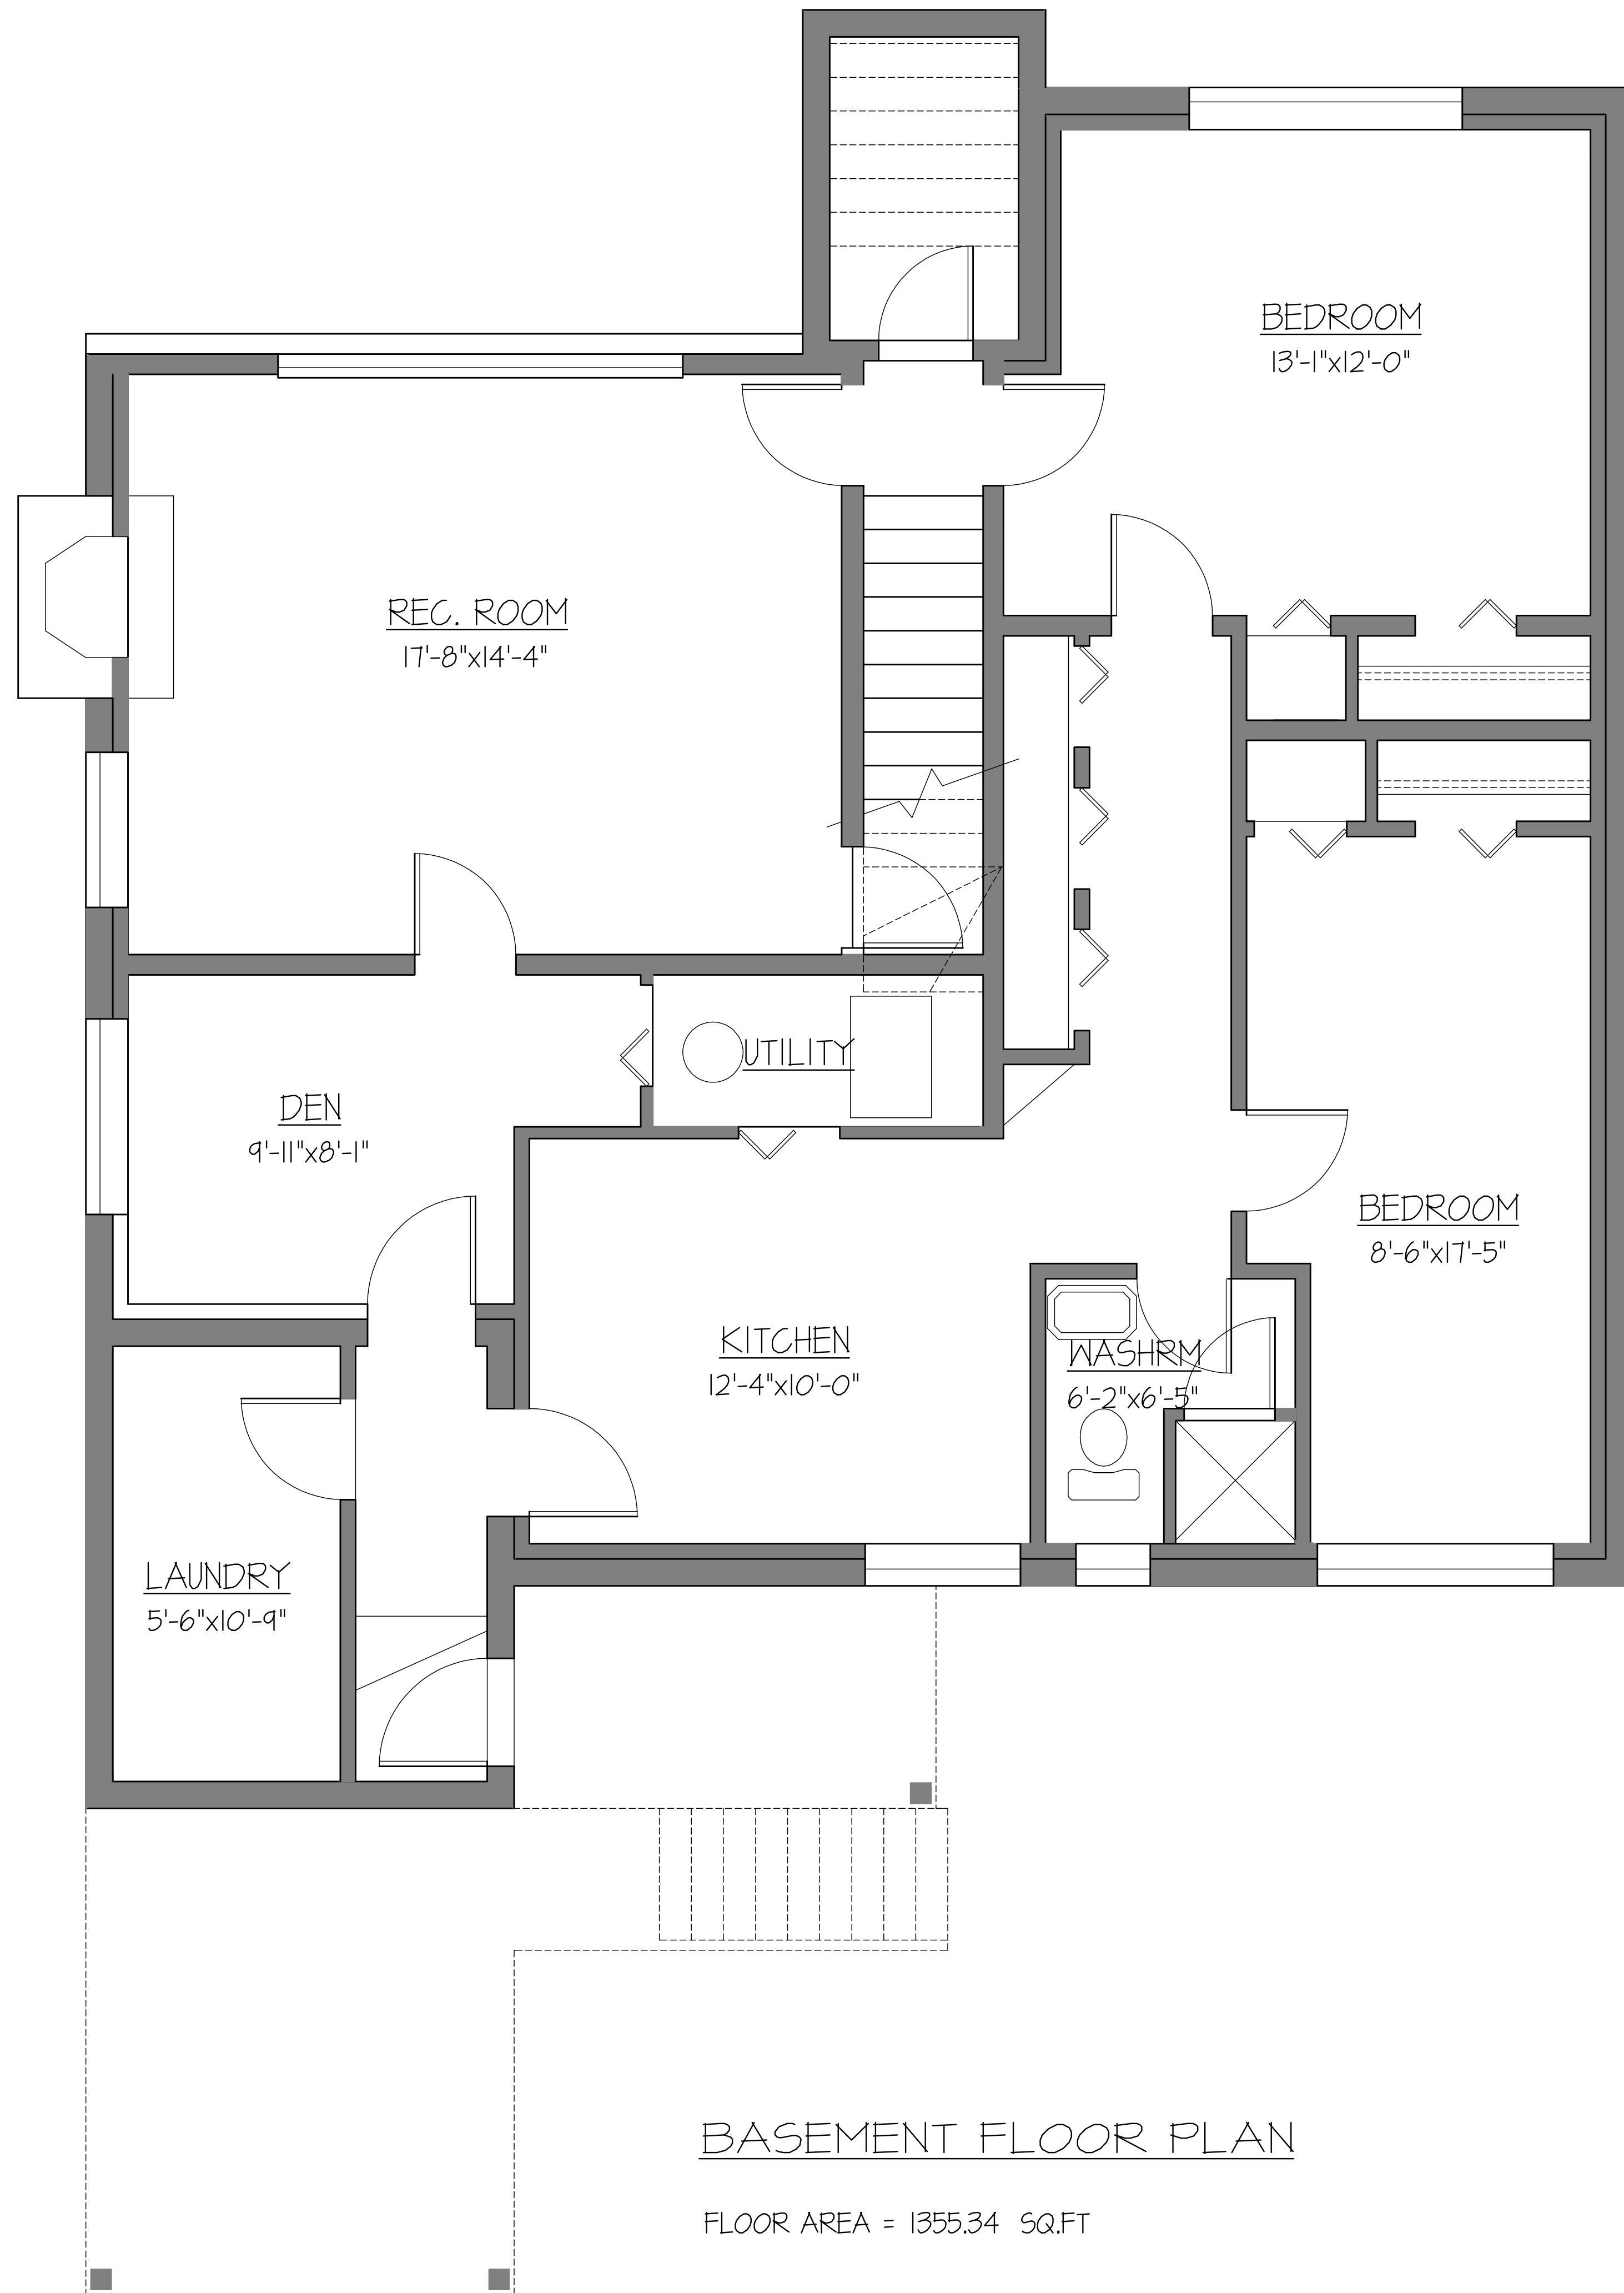 BEDROOM
13'-1"x12'-0"
REC. ROOM
17'-8"x14'-4"
UTILITY
DEN
9'-11"x8'-1"
BEDROOM
8'-6"x17'-5"
KITCHEN
12'-4"x10'-0"
WASHRM
6'-2"x6'-5"
LAUNDRY
5'-6"x10'-9"
BASEMENT FLOOR PLAN
FLOOR AREA = 1355.34 SQ.FT